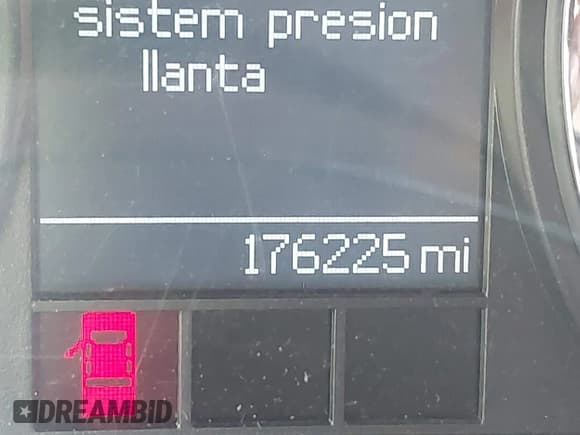 sistem presion
llanta
176225 mi
DREAMBID